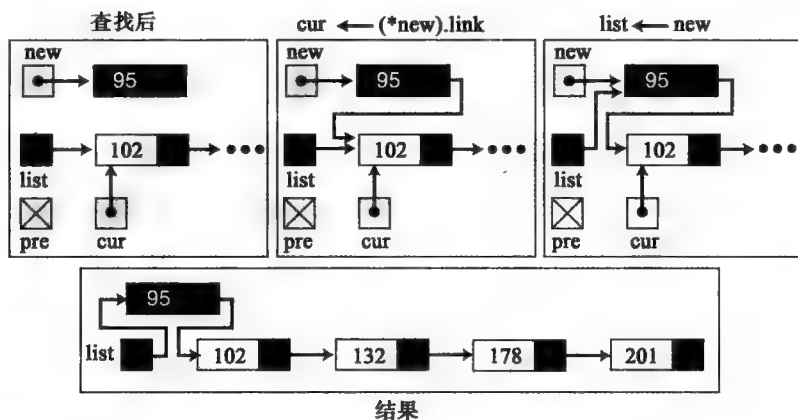 查找后
cur ← (*new).link
list ← new
new
95
102
list
pre
cur
new
95
102
list
pre
cur
new
95
102
list
pre
cur
95
list
102
132
178
201
结果